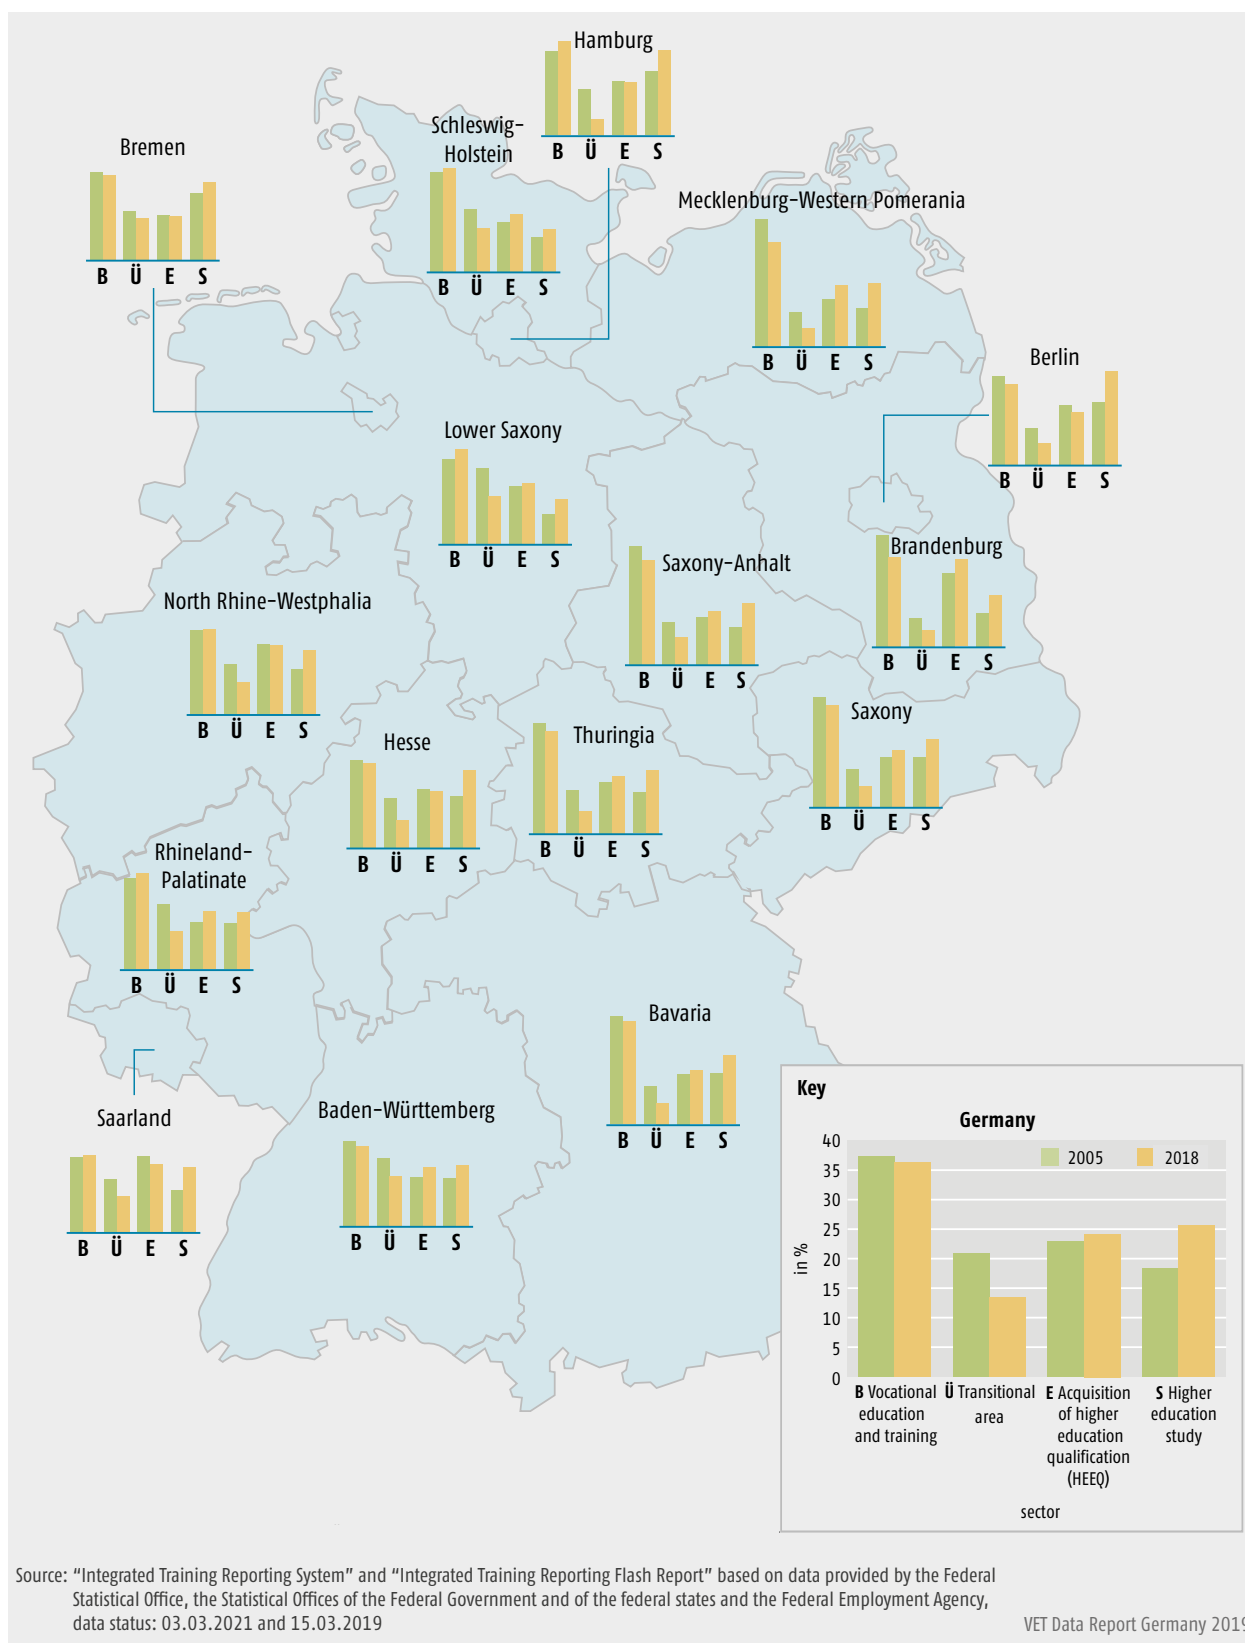 Hamburg
B Ü E S
Schleswig-
Holstein
B Ü E S
Bremen
B Ü E S
Mecklenburg-Western Pomerania
B Ü E S
Berlin
B Ü E S
Lower Saxony
B Ü E S
Brandenburg
B Ü E S
Saxony-Anhalt
B Ü E S
North Rhine-Westphalia
B Ü E S
Saxony
B Ü E S
Hesse
B Ü E S
Thuringia
B Ü E S
Rhineland-
Palatinate
B Ü E S
Bavaria
B Ü E S
Saarland
B Ü E S
Baden-Württemberg
B Ü E S
Key
Germany
2005 2018
40
35
30
25
20
15
10
5
0
in %
B Vocational
education
and training
Ü Transitional
area
E Acquisition
of higher
education
qualification
(HEEQ)
S Higher
education
study
sector
Source: “Integrated Training Reporting System” and “Integrated Training Reporting Flash Report” based on data provided by the Federal
Statistical Office, the Statistical Offices of the Federal Government and of the federal states and the Federal Employment Agency,
data status: 03.03.2021 and 15.03.2019
VET Data Report Germany 2019